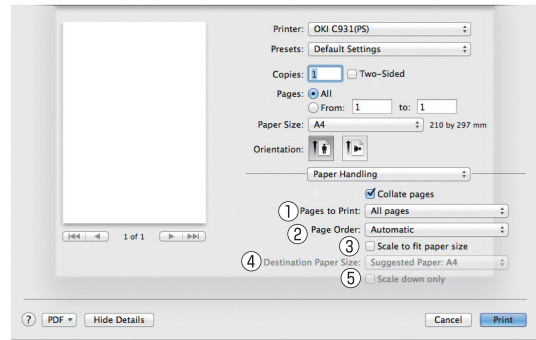 Printer: OKI C931(PS)
Presets: Default Settings
Copies: 1 Two-Sided
Pages: All
From: 1 to: 1
Paper Size: A4 210 by 297 mm
Orientation:
Paper Handling
Collate pages
① Pages to Print: All pages
② Page Order: Automatic
1 of 1
③ Scale to fit paper size
④ Destination Paper Size: Suggested Paper: A4
⑤ Scale down only
? PDF Hide Details Cancel Print